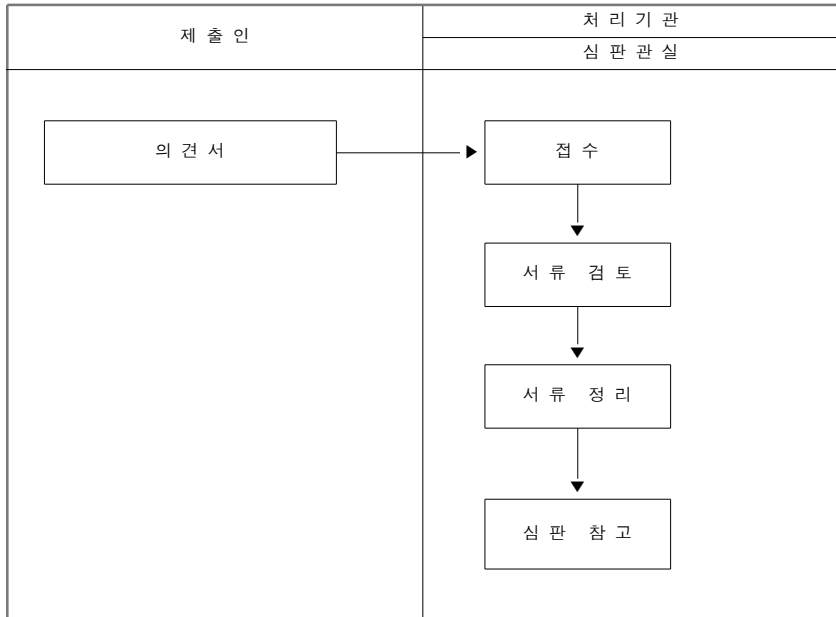 제 출 인
처 리 기 관
심 판 관 실
의 견 서
접 수
서 류 검 토
서 류 정 리
심 판 참 고